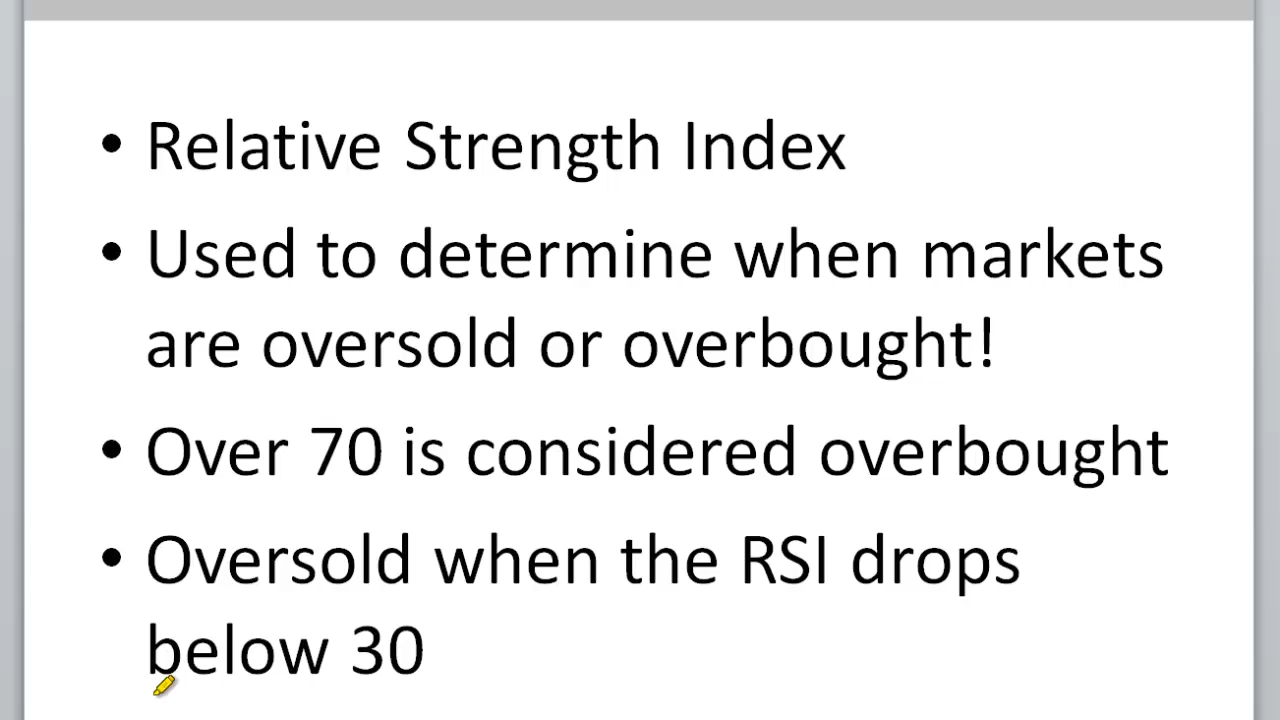 • Relative Strength Index
• Used to determine when markets
are oversold or overbought!
• Over 70 is considered overbought
• Oversold when the RSI drops
below 30